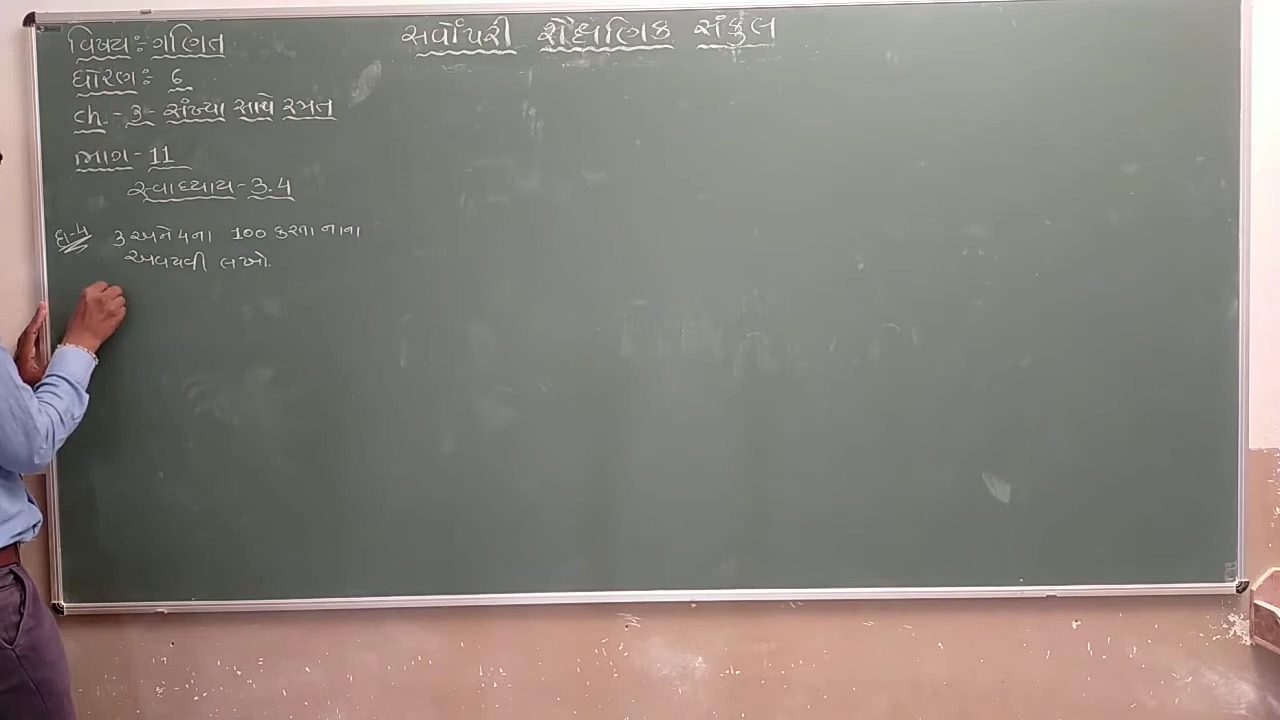 સર્વોપરી શૈક્ષણિક સંકુલ
વિષય : ગણિત
ધોરણ : 6
ch - 3 - સંખ્યા સાથે રમત
ભાગ - 11
સ્વાધ્યાય - 3.4
દા-4 3 અને 4ના 100 કરતા નાના
અવયવી લખો.